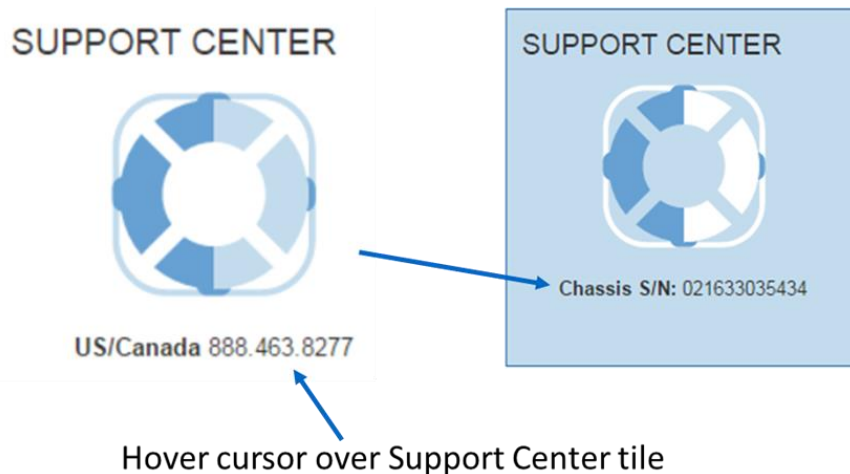 SUPPORT CENTER
US/Canada 888.463.8277
SUPPORT CENTER
Chassis S/N: 021633035434
Hover cursor over Support Center tile